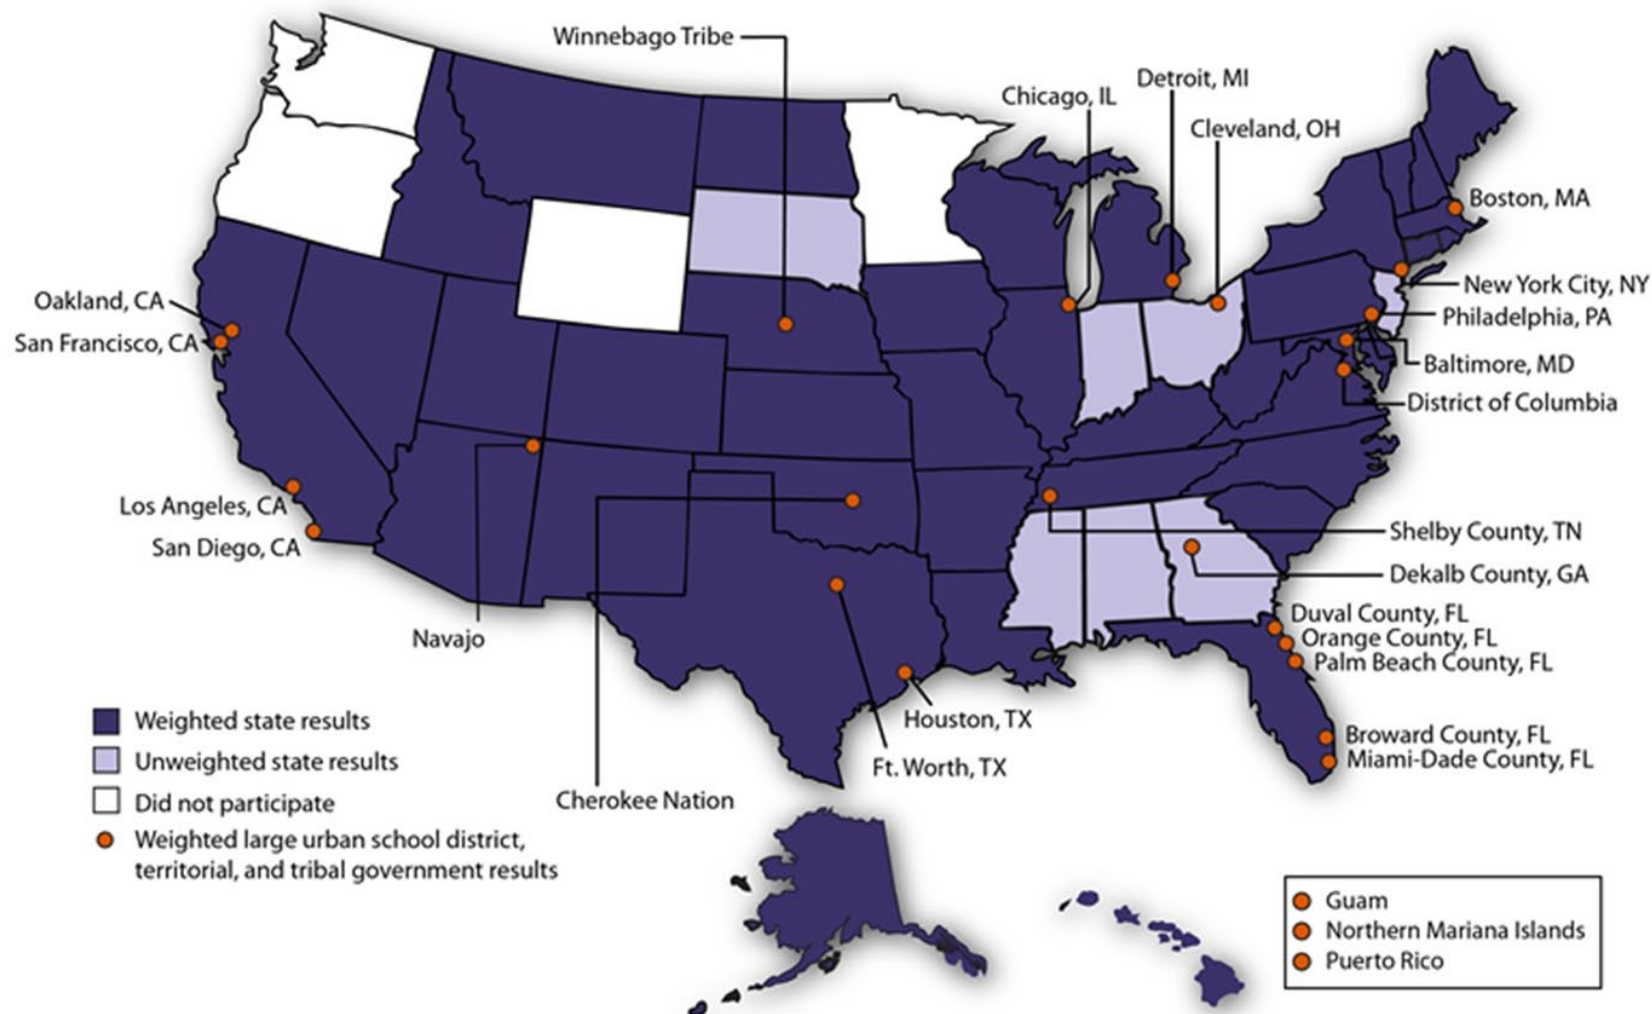 Winnebago Tribe
Chicago, IL
Detroit, MI
Cleveland, OH
Boston, MA
New York City, NY
Philadelphia, PA
Baltimore, MD
District of Columbia
Oakland, CA
San Francisco, CA
Los Angeles, CA
San Diego, CA
Navajo
Shelby County, TN
Dekalb County, GA
Duval County, FL
Orange County, FL
Palm Beach County, FL
Broward County, FL
Miami-Dade County, FL
Houston, TX
Ft. Worth, TX
Cherokee Nation
Weighted state results
Unweighted state results
Did not participate
Weighted large urban school district,
territorial, and tribal government results
Guam
Northern Mariana Islands
Puerto Rico